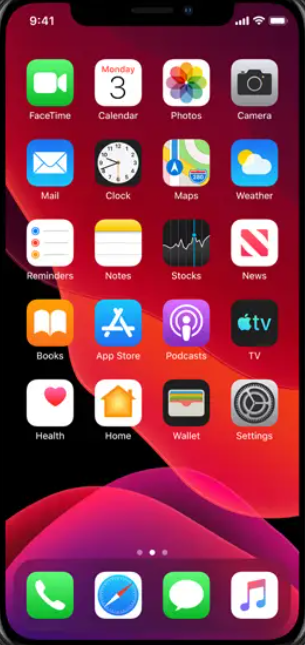 9:41
Monday
3
FaceTime
Calendar
Photos
Camera
280
Mail
Clock
Maps
Weather
Reminders
Notes
Stocks
News
tv
Books
App Store
Podcasts
TV
Health
Home
Wallet
Settings